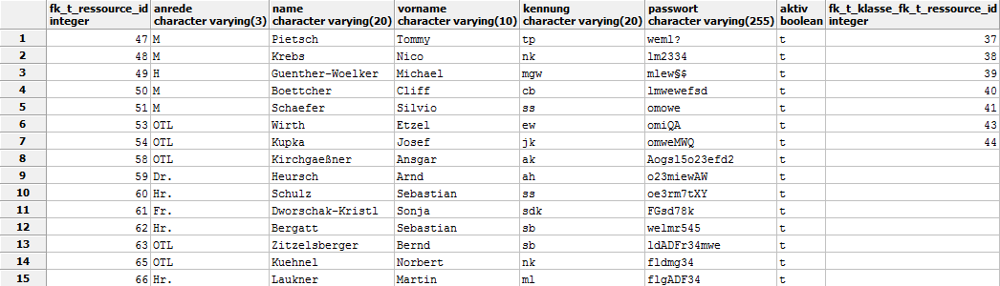 fk_t_ressource_id anrede name vorname kennung passwort aktiv fk_t_klasse_fk_t_ressource_id
integer character varying(3) character varying(20) character varying(10) character varying(20) character varying(255) boolean integer
1 47 M Pietsch Tommy tp weml? t 37
2 48 M Krebs Nico nk lm2334 t 38
3 49 H Guenther-Woelker Michael mgw mlew§$ t 39
4 50 M Boettcher Cliff cb lmwewefsd t 40
5 51 M Schaefer Silvio ss omowe t 41
6 53 OTL Wirth Etzel ew omiQA t 43
7 54 OTL Kupka Josef jk omweMWQ t 44
8 58 OTL Kirchgaeßner Ansgar ak Aogsl5o23efd2 t
9 59 Dr. Heursch Arnd ah o23miewAW t
10 60 Hr. Schulz Sebastian ss oe3rm7tXY t
11 61 Fr. Dworschak-Kristl Sonja sdk FGsd78k t
12 62 Hr. Bergatt Sebastian sb welmr545 t
13 63 OTL Zitzelsberger Bernd sb ldADFr34mwe t
14 65 OTL Kuehnel Norbert nk fldmg34 t
15 66 Hr. Laukner Martin ml flgADF34 t